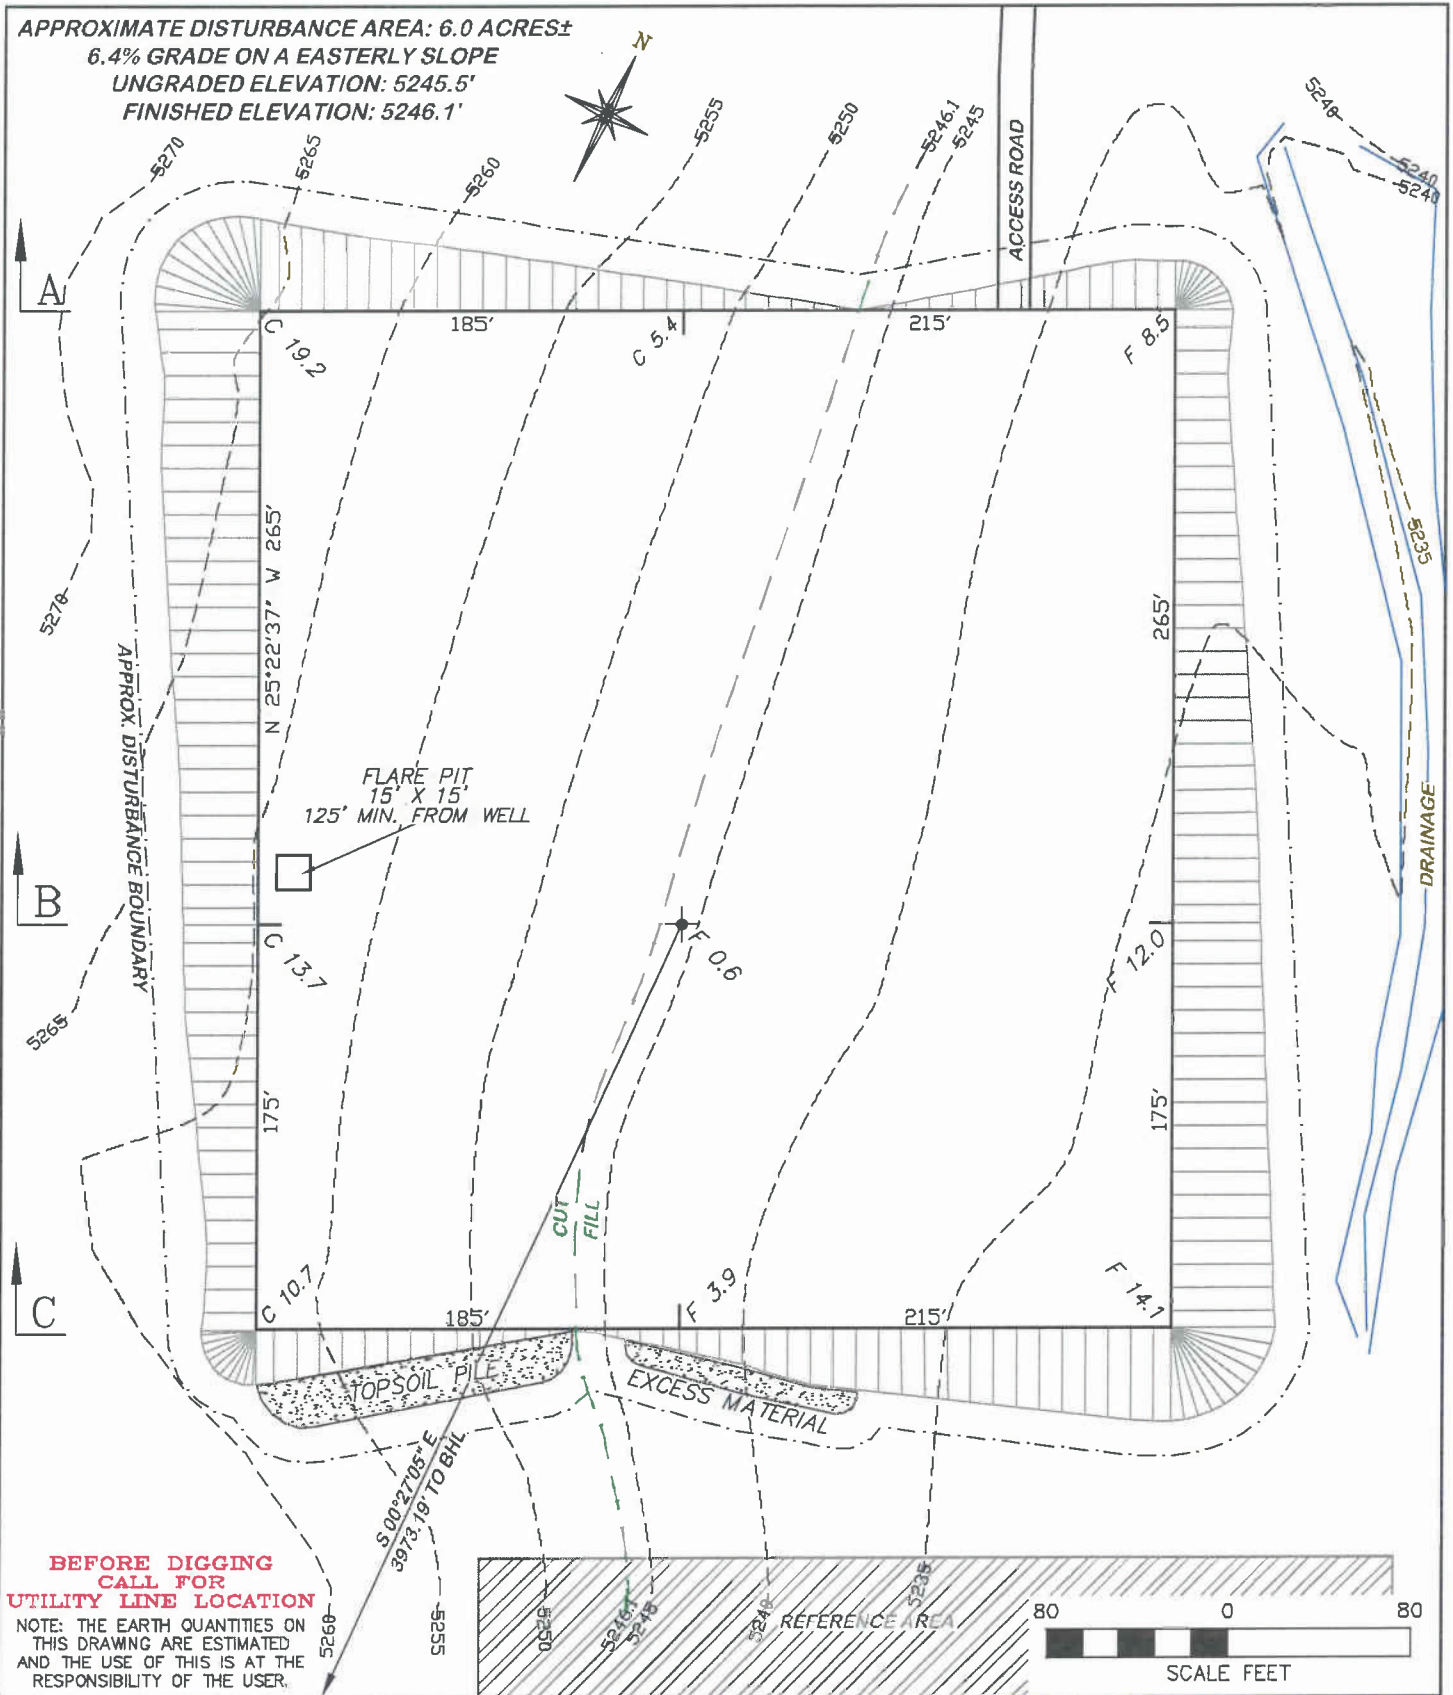 APPROXIMATE DISTURBANCE AREA: 6.0 ACRES±
6.4% GRADE ON A EASTERLY SLOPE
UNGRADED ELEVATION: 5245.5'
FINISHED ELEVATION: 5246.1'
N
5270
5265
5260
5255
5250
5246.1
5245
ACCESS ROAD
5240
5240
5240
A
185'
215'
C 19.2
C 5.4
F 8.5
N 25°22'37" W 265'
265'
5235
5270
APPROX. DISTURBANCE BOUNDARY
FLARE PIT
15' X 15'
125' MIN. FROM WELL
DRAINAGE
B
C 13.7
F 0.6
F 12.0
5265
175'
175'
CUT
FILL
C
C 10.7
185'
F 3.9
215'
F 14.1
TOPSOIL PILE
EXCESS MATERIAL
S 00°27'05" E
3973.19' TO BHL
BEFORE DIGGING
CALL FOR
UTILITY LINE LOCATION
NOTE: THE EARTH QUANTITIES ON
THIS DRAWING ARE ESTIMATED
AND THE USE OF THIS IS AT THE
RESPONSIBILITY OF THE USER.
5260
5255
5250
5246.1
5245
5240
5235
REFERENCE AREA
80 0 80
SCALE FEET